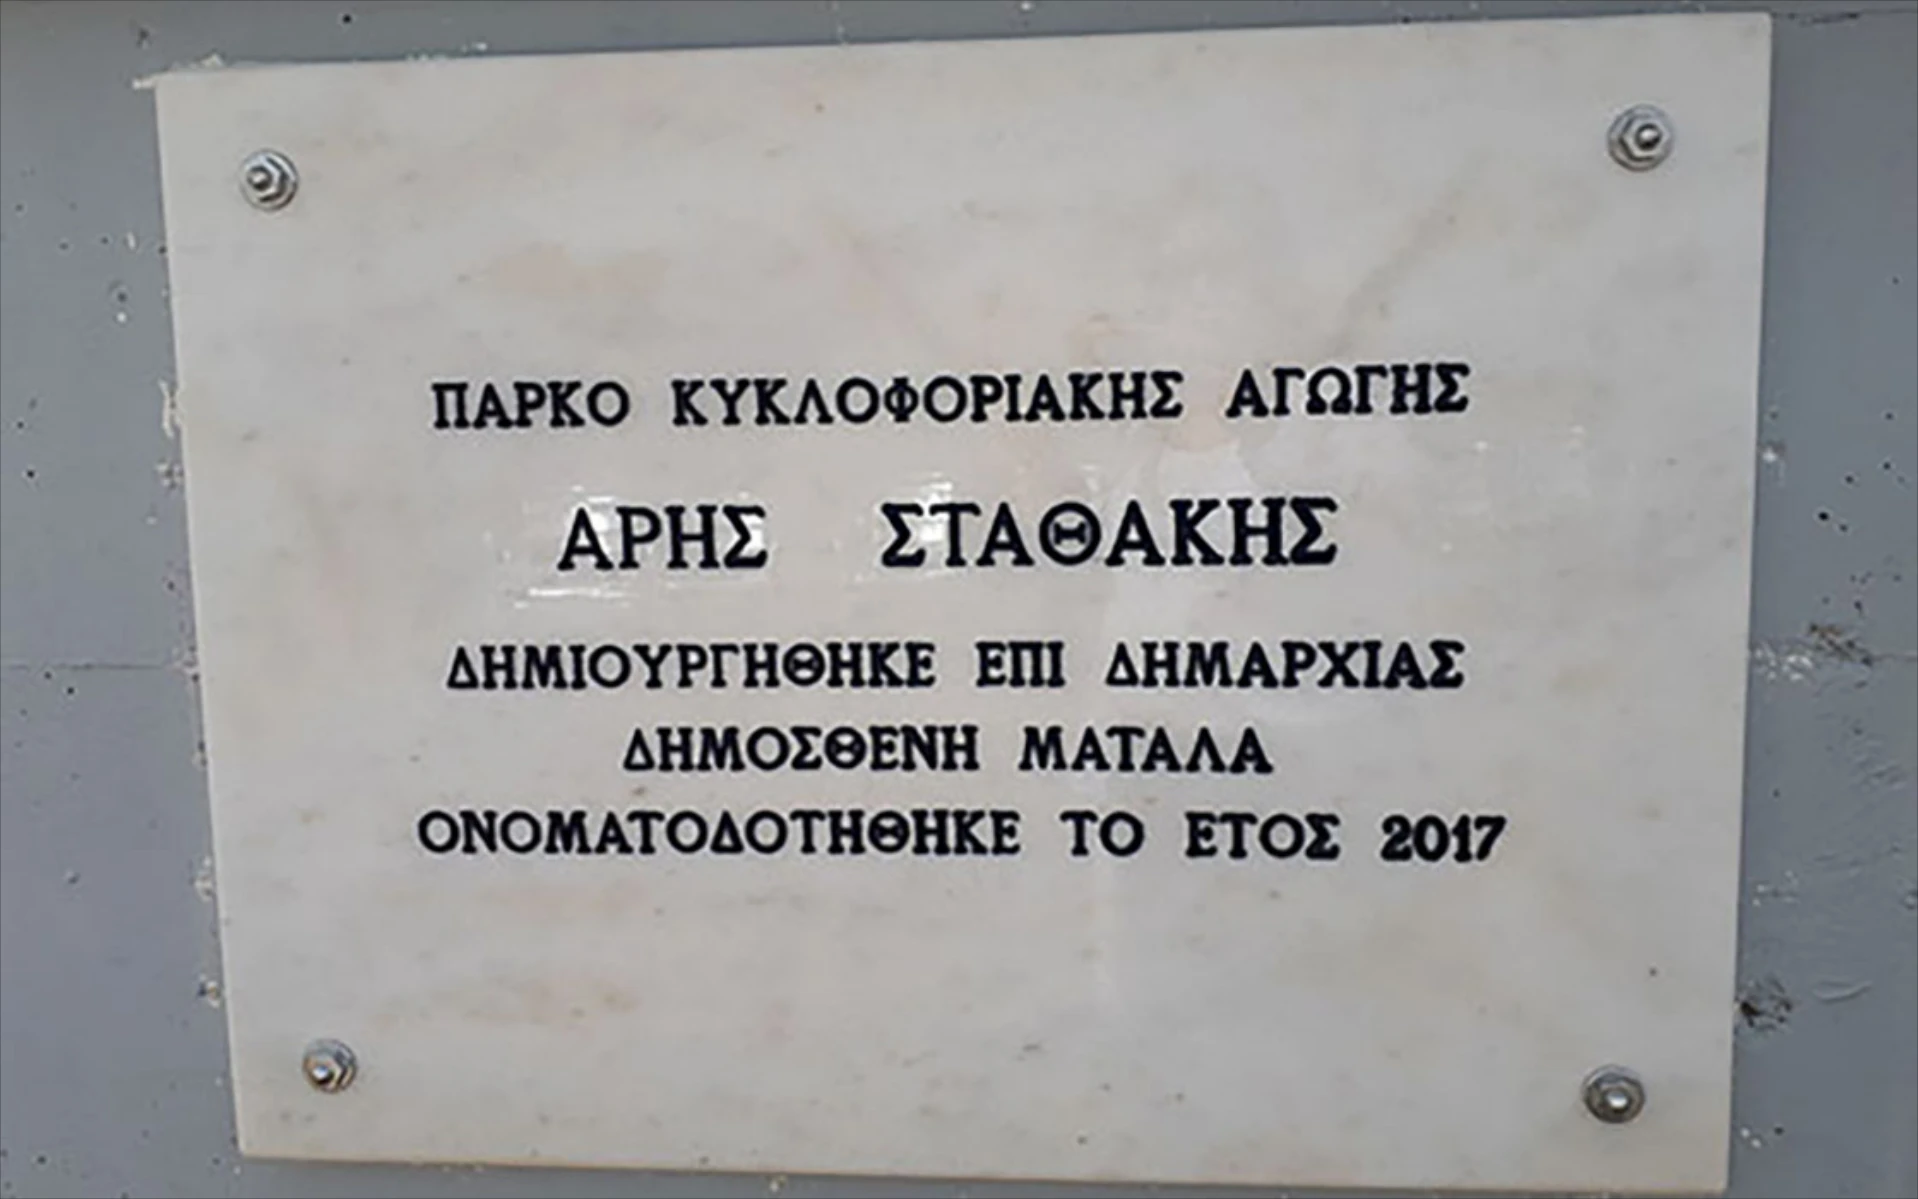 ΠΑΡΚΟ ΚΥΚΛΟΦΟΡΙΑΚΗΣ ΑΓΩΓΗΣ
ΑΡΗΣ ΣΤΑΘΑΚΗΣ
ΔΗΜΙΟΥΡΓΗΘΗΚΕ ΕΠΙ ΔΗΜΑΡΧΙΑΣ
ΔΗΜΟΣΘΕΝΗ ΜΑΤΑΛΑ
ΟΝΟΜΑΤΟΔΟΤΗΘΗΚΕ ΤΟ ΕΤΟΣ 2017